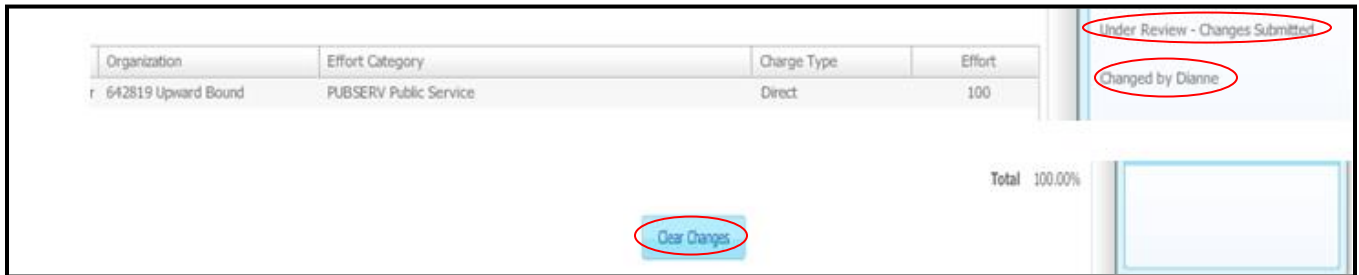 Under Review - Changes Submitted
Organization Effort Category Charge Type Effort
Changed by Dianne
r 642819 Upward Bound PUBSERV Public Service Direct 100
Total 100.00%
Clear Changes